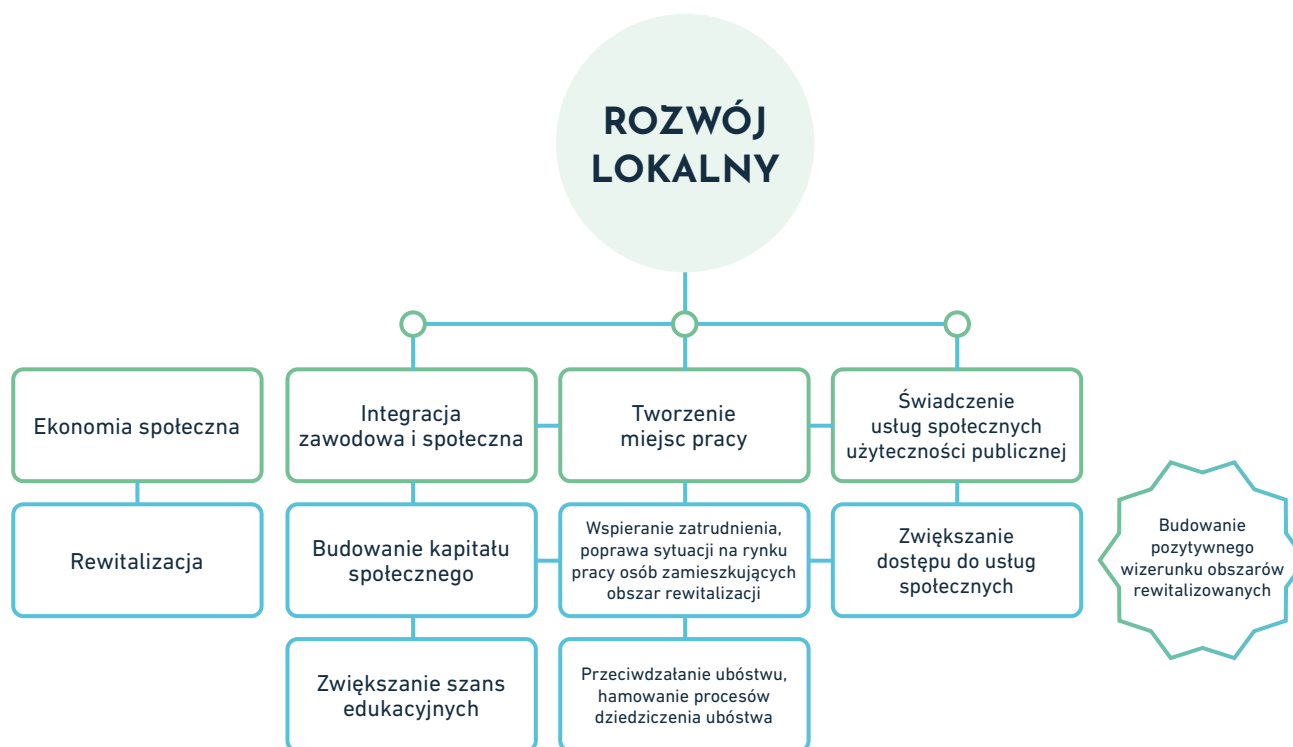 ROZWÓJ
LOKALNY
Ekonomia społeczna
Integracja
zawodowa i społeczna
Tworzenie
miejsc pracy
Świadczenie
usług społecznych
użyteczności publicznej
Rewitalizacja
Budowanie kapitału
społecznego
Wspieranie zatrudnienia,
poprawa sytuacji na rynku
pracy osób zamieszkujących
obszar rewitalizacji
Zwiększanie
dostępu do usług
społecznych
Budowanie
pozytywnego
wizerunku obszarów
rewitalizowanych
Zwiększanie szans
edukacyjnych
Przeciwdzałanie ubóstwu,
hamowanie procesów
dziedziczenia ubóstwa